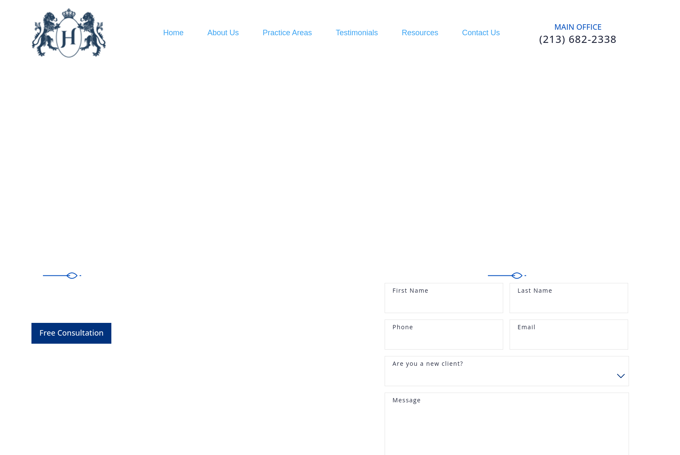 H
Home
About Us
Practice Areas
Testimonials
Resources
Contact Us
MAIN OFFICE
(213) 682-2338
First Name
Last Name
Phone
Email
Free Consultation
Are you a new client?
Message